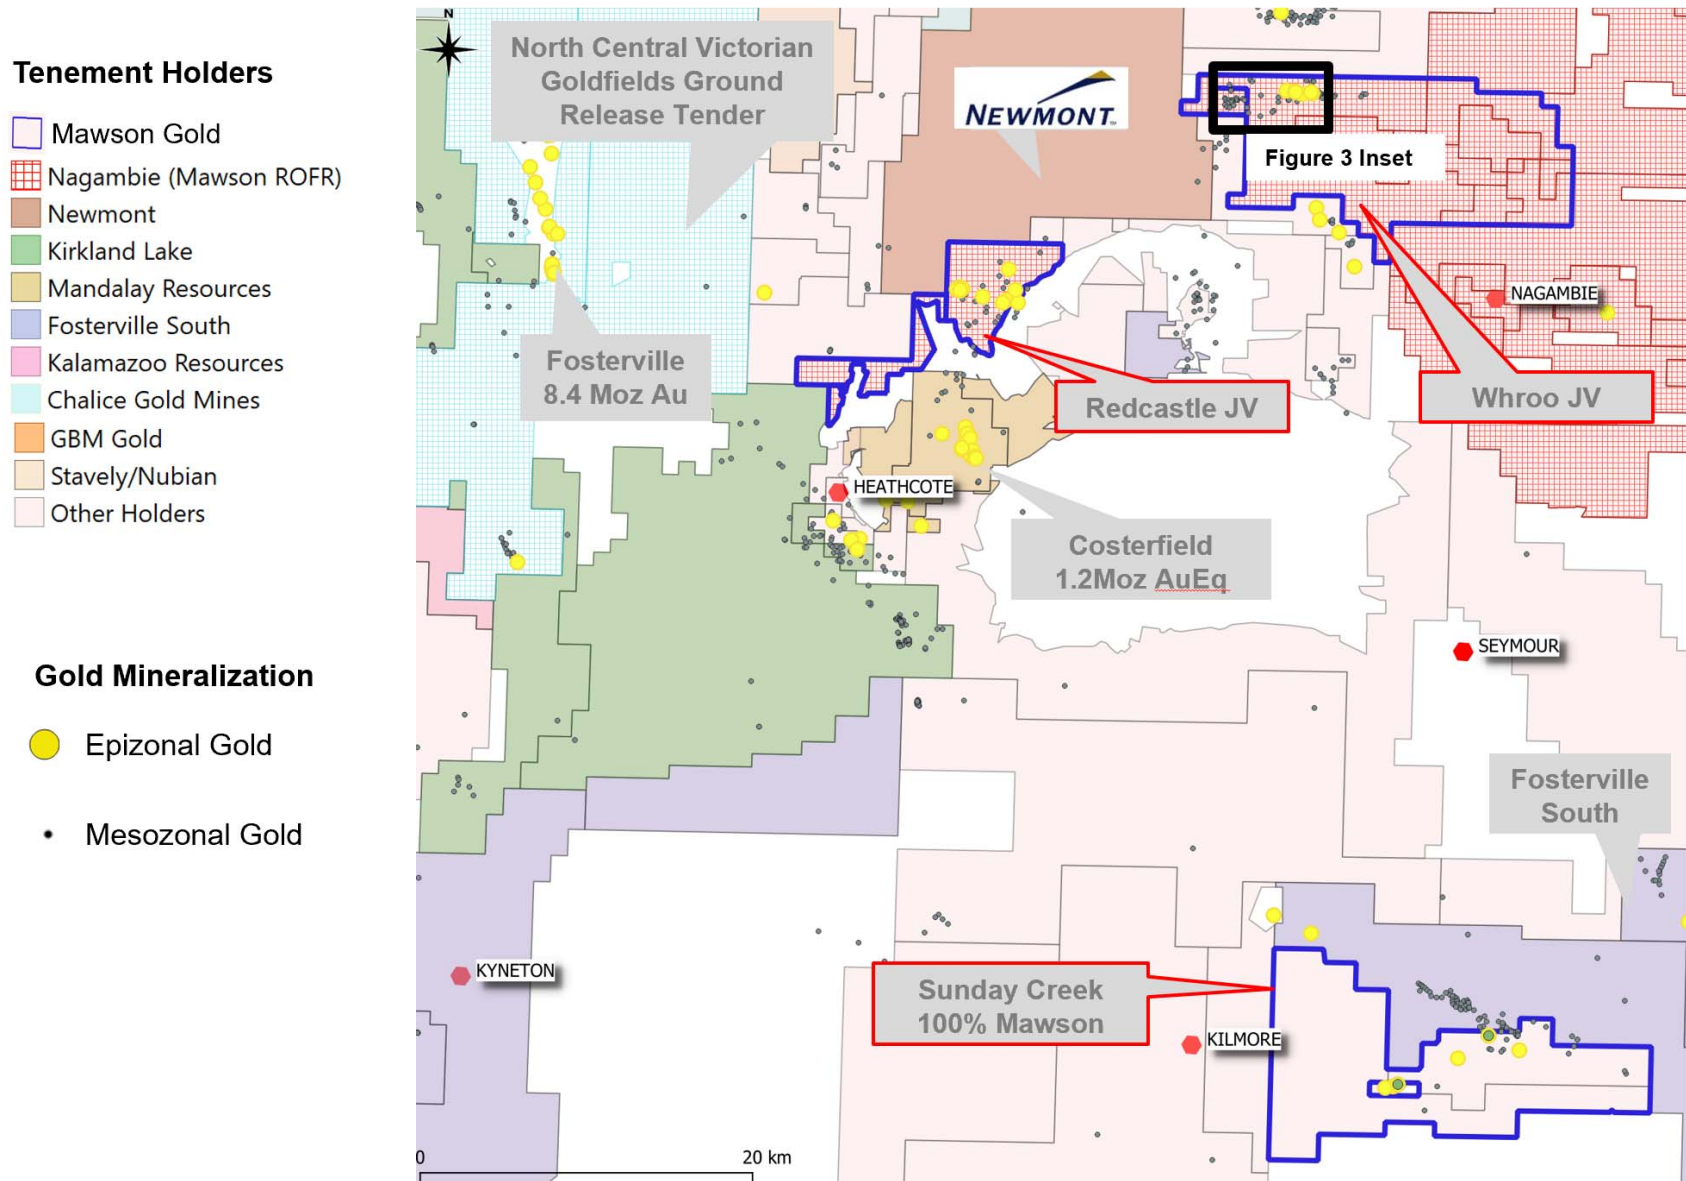 Tenement Holders
Mawson Gold
Nagambie (Mawson ROFR)
Newmont
Kirkland Lake
Mandalay Resources
Fosterville South
Kalamazoo Resources
Chalice Gold Mines
GBM Gold
Stavely/Nubian
Other Holders
Gold Mineralization
Epizonal Gold
Mesozonal Gold
N
North Central Victorian
Goldfields Ground
Release Tender
NEWMONT™
Figure 3 Inset
NAGAMBIE
Fosterville
8.4 Moz Au
Redcastle JV
Whroo JV
HEATHCOTE
Costerfield
1.2Moz AuEq
SEYMOUR
Fosterville
South
KYNETON
Sunday Creek
100% Mawson
KILMORE
0
20 km